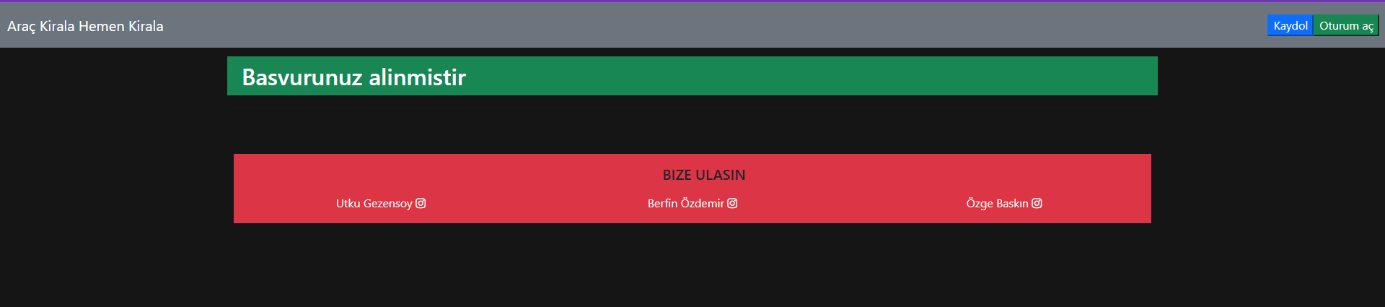 Araç Kirala Hemen Kirala
Kaydol Oturum aç
Basvurunuz alinmistir
BIZE ULASIN
Utku Gezensoy Berfin Özdemir Özge Baskın